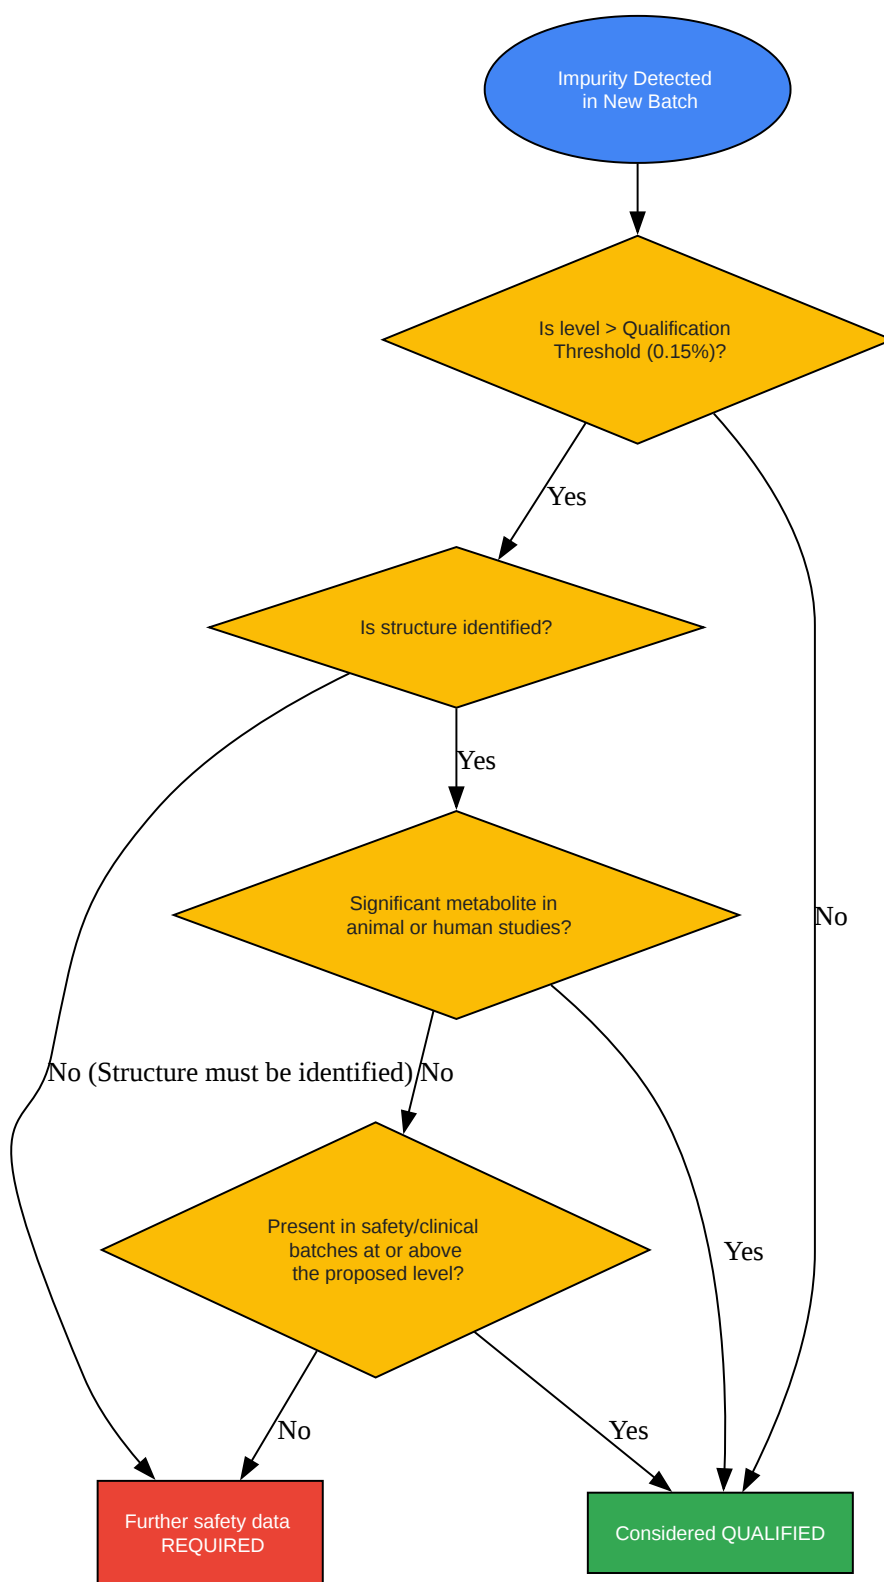 Impurity Detected
in New Batch
Is level > Qualification
Threshold (0.15%)?
Yes
Is structure identified?
Yes
Significant metabolite in
animal or human studies?
No
No (Structure must be identified)
No
Present in safety/clinical
batches at or above
the proposed level?
Yes
No
Yes
Further safety data
REQUIRED
Considered QUALIFIED